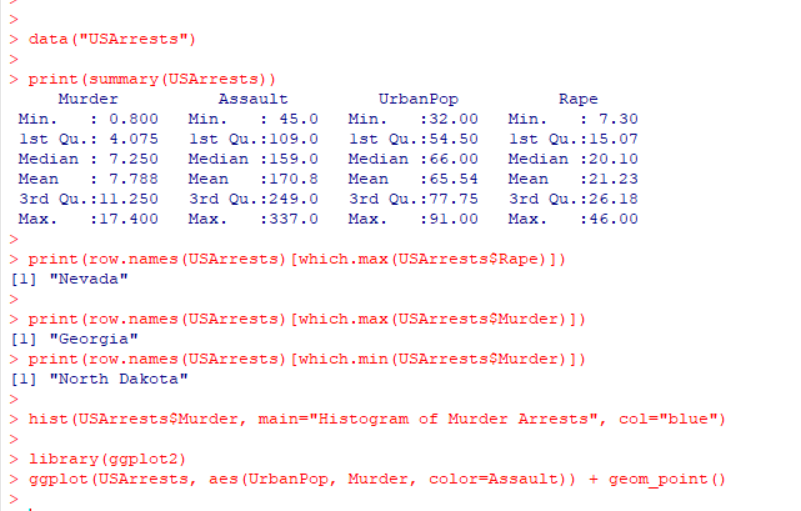 >
>
> data("USArrests")
>
> print(summary(USArrests))
     Murder          Assault         UrbanPop          Rape
 Min.   : 0.800   Min.   : 45.0   Min.   :32.00   Min.   : 7.30
 1st Qu.: 4.075   1st Qu.:109.0   1st Qu.:54.50   1st Qu.:15.07
 Median : 7.250   Median :159.0   Median :66.00   Median :20.10
 Mean   : 7.788   Mean   :170.8   Mean   :65.54   Mean   :21.23
 3rd Qu.:11.250   3rd Qu.:249.0   3rd Qu.:77.75   3rd Qu.:26.18
 Max.   :17.400   Max.   :337.0   Max.   :91.00   Max.   :46.00
>
> print(row.names(USArrests)[which.max(USArrests$Rape)])
[1] "Nevada"
>
> print(row.names(USArrests)[which.max(USArrests$Murder)])
[1] "Georgia"
> print(row.names(USArrests)[which.min(USArrests$Murder)])
[1] "North Dakota"
>
> hist(USArrests$Murder, main="Histogram of Murder Arrests", col="blue")
>
> library(ggplot2)
> ggplot(USArrests, aes(UrbanPop, Murder, color=Assault)) + geom_point()
>